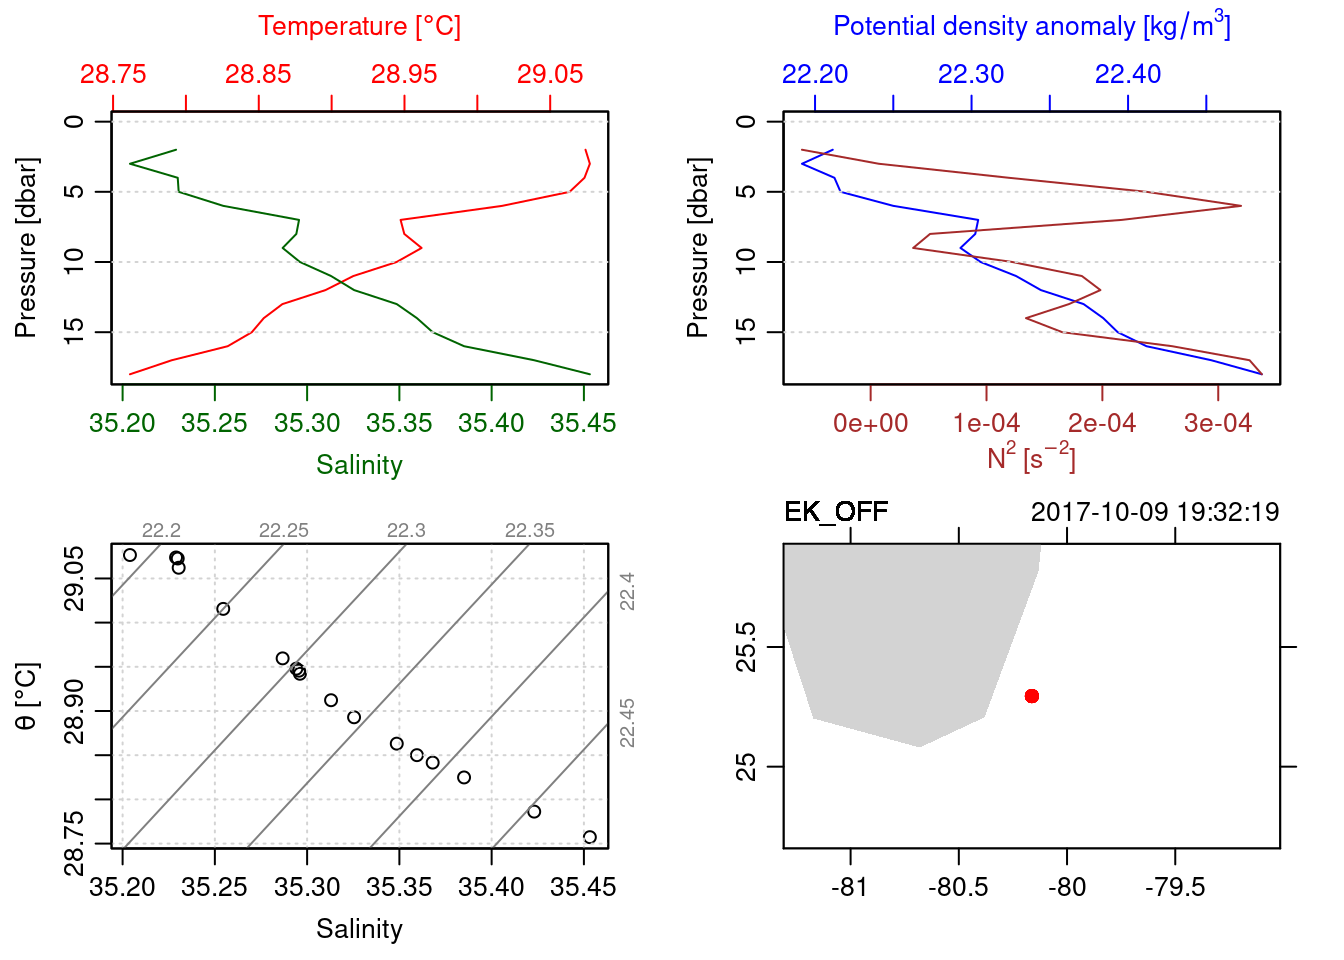 Temperature [°C]
28.75 28.85 28.95 29.05
Pressure [dbar]
0
5
10
15
35.20 35.25 35.30 35.35 35.40 35.45
Salinity
Potential density anomaly [kg/m³]
22.20 22.30 22.40
Pressure [dbar]
0
5
10
15
0e+00 1e-04 2e-04 3e-04
N² [s⁻²]
22.2 22.25 22.3 22.35
22.4
22.45
θ [°C]
29.05
28.90
28.75
35.20 35.25 35.30 35.35 35.40 35.45
Salinity
EK_OFF 2017-10-09 19:32:19
25.5
25
-81 -80.5 -80 -79.5